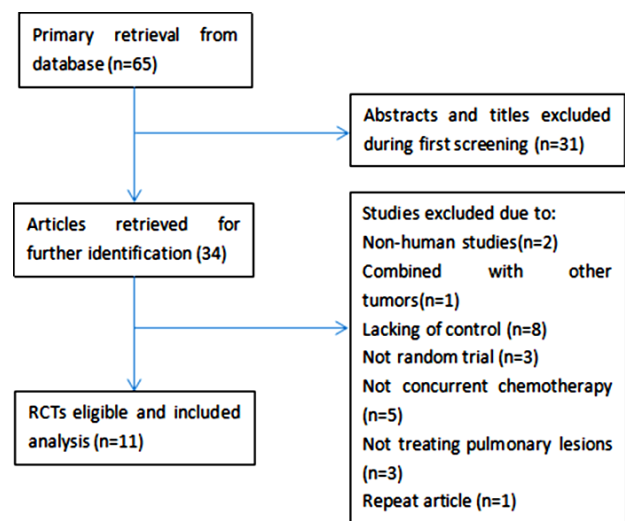 Primary retrieval from
database (n=65)
Abstracts and titles excluded
during first screening (n=31)
Articles retrieved for
further identification (34)
Studies excluded due to:
Non-human studies(n=2)
Combined with other
tumors(n=1)
Lacking of control (n=8)
Not random trial (n=3)
Not concurrent chemotherapy
(n=5)
Not treating pulmonary lesions
(n=3)
Repeat article (n=1)
RCTs eligible and included
analysis (n=11)